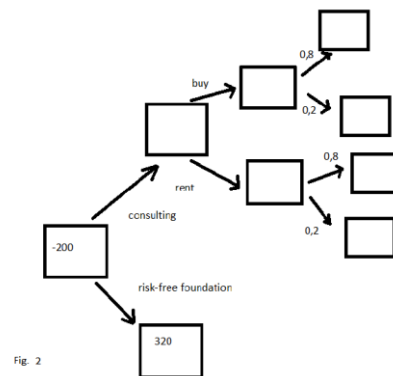 0,8
buy
0,2
0,8
rent
consulting
0,2
-200
risk-free foundation
320
Fig. 2